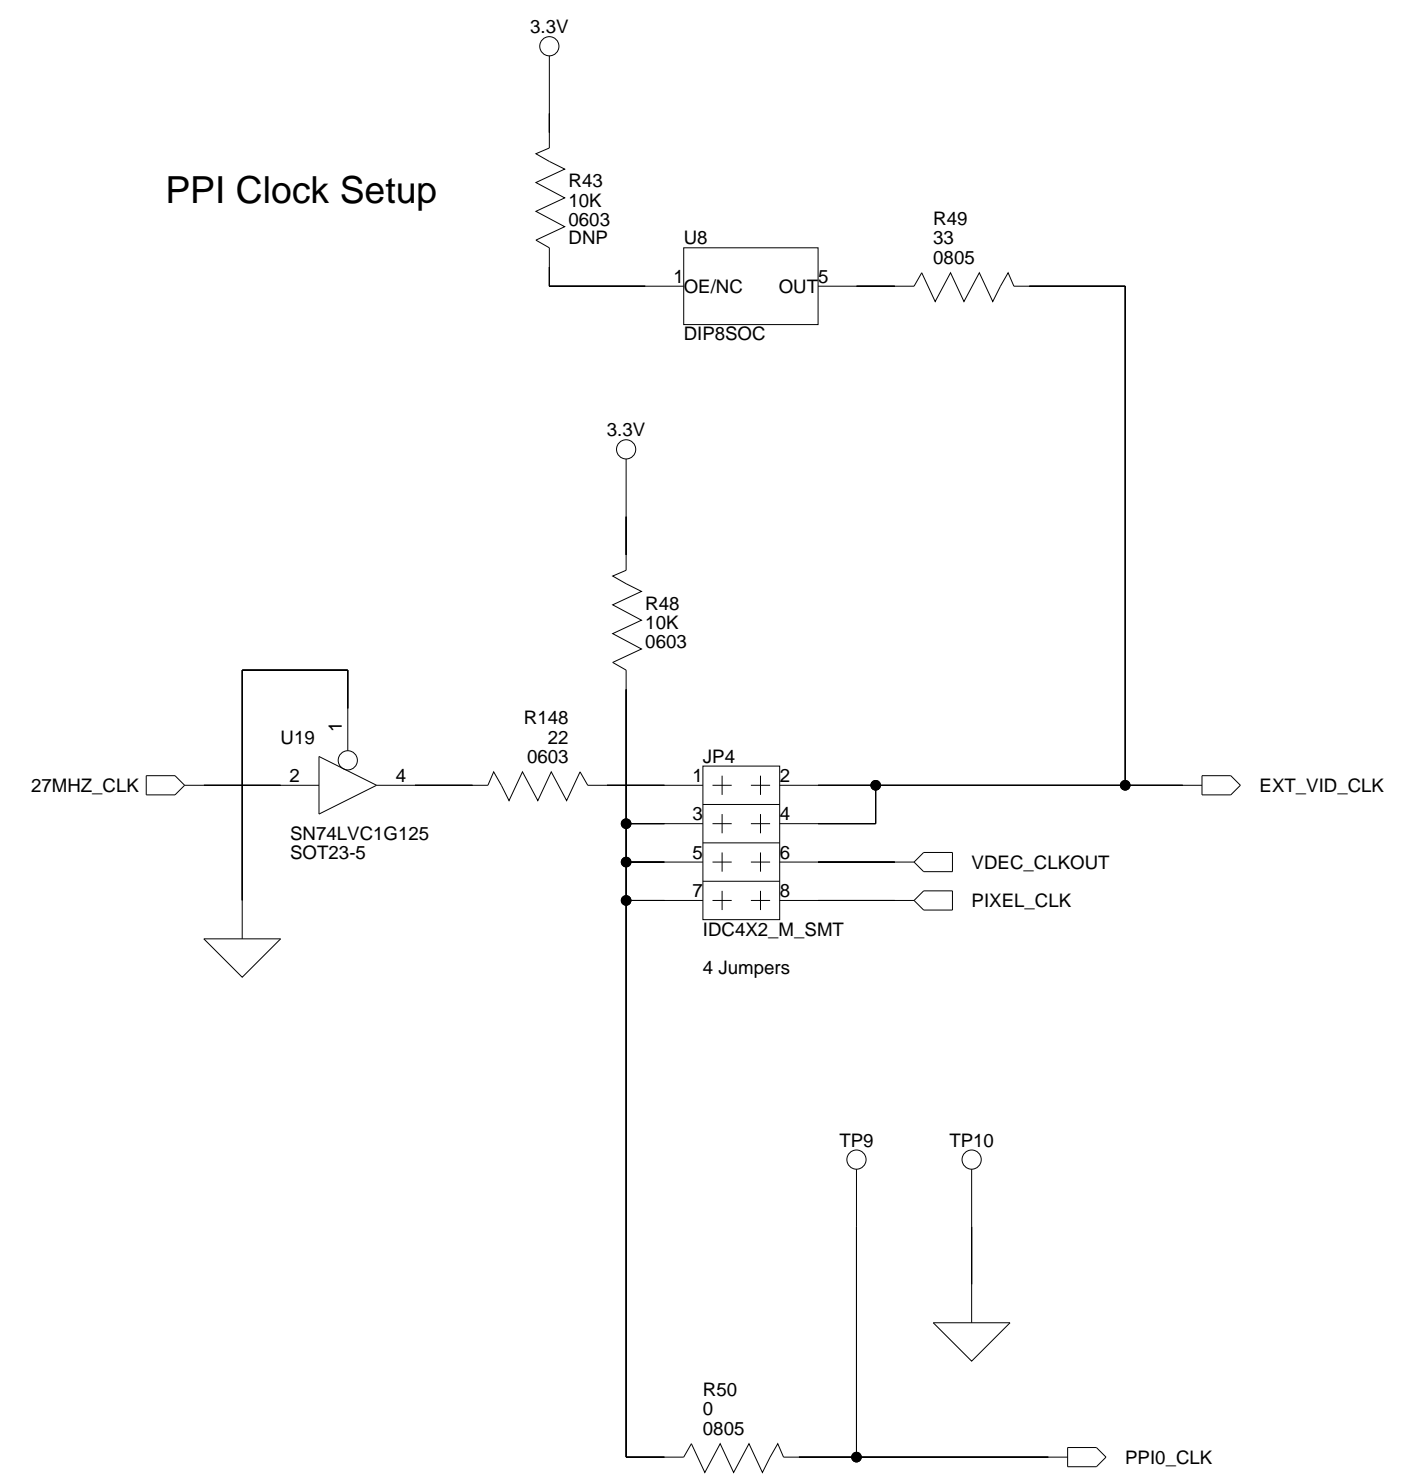 3.3V
PPI Clock Setup
R43
10K
0603
DNP
U8
1
OE/NC
OUT
5
DIP8SOC
R49
33
0805
3.3V
R48
10K
0603
27MHZ_CLK
U19
1
2
4
SN74LVC1G125
SOT23-5
R148
22
0603
JP4
1
2
3
4
5
6
7
8
IDC4X2_M_SMT
4 Jumpers
EXT_VID_CLK
VDEC_CLKOUT
PIXEL_CLK
TP9
TP10
R50
0
0805
PPI0_CLK